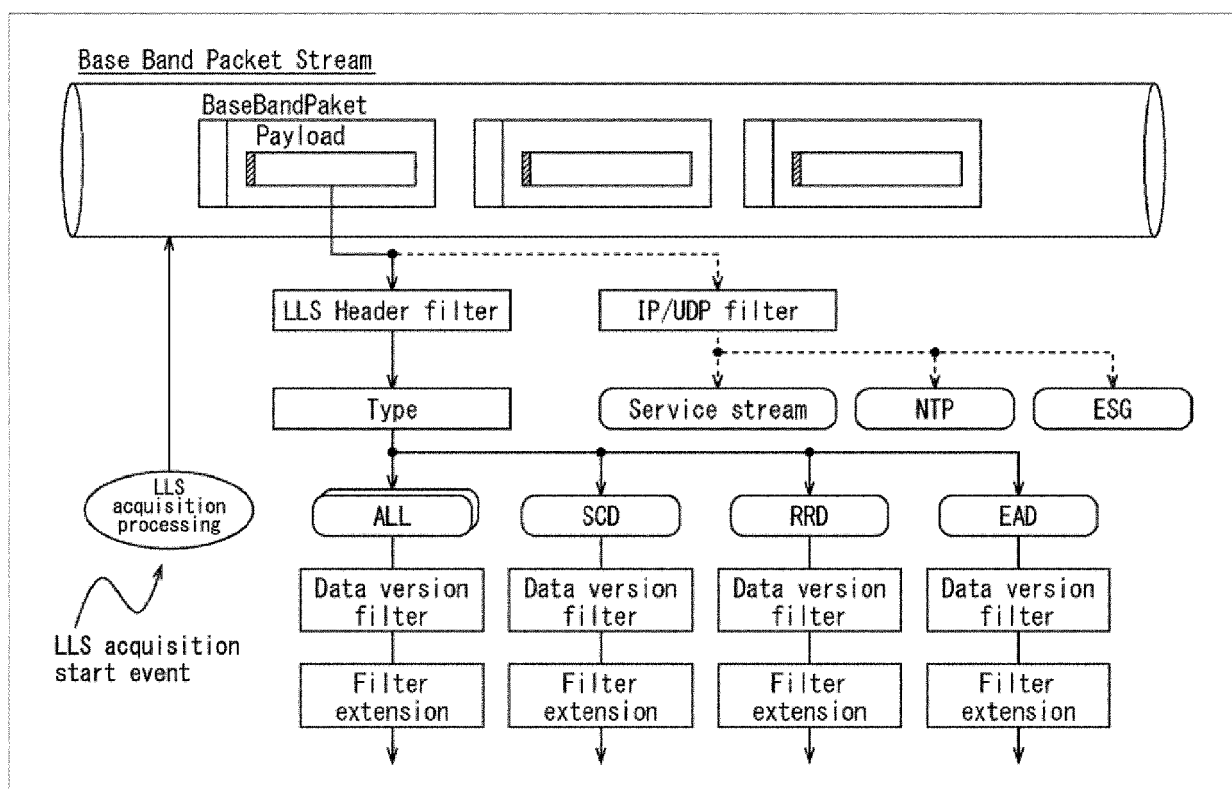 Base Band Packet Stream
BaseBandPaket
Payload
LLS Header filter
IP/UDP filter
Type
Service stream
NTP
ESG
LLS
acquisition
processing
ALL
SCD
RRD
EAD
Data version
filter
Data version
filter
Data version
filter
Data version
filter
LLS acquisition
start event
Filter
extension
Filter
extension
Filter
extension
Filter
extension